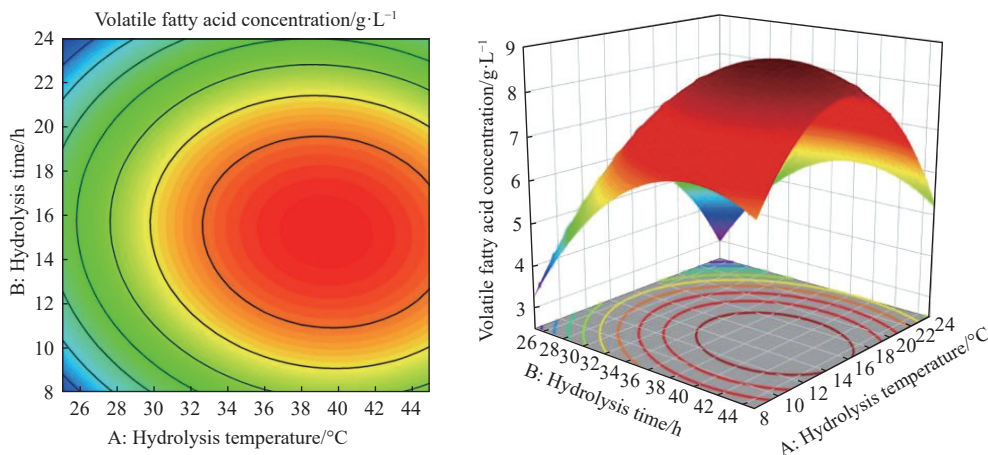 Volatile fatty acid concentration/g·L⁻¹
24
22
20
18
16
14
12
10
8
B: Hydrolysis time/h
26 28 30 32 34 36 38 40 42 44
A: Hydrolysis temperature/°C
9
8
7
6
5
4
3
Volatile fatty acid concentration/g·L⁻¹
26 28 30 32 34 36 38 40 42 44
B: Hydrolysis time/h
8 10 12 14 16 18 20 22 24
A: Hydrolysis temperature/°C